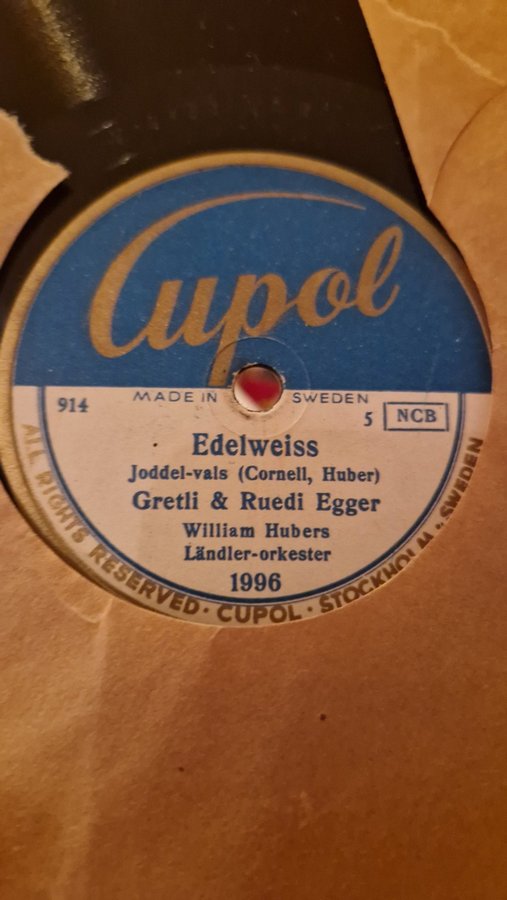 Cupol
914
MADE IN SWEDEN
5 NCB
Edelweiss
Joddel-vals (Cornell, Huber)
Gretli & Ruedi Egger
William Hubers
Ländler-orkester
1996
ALL RIGHTS RESERVED · CUPOL · STOCKHOLM · SWEDEN